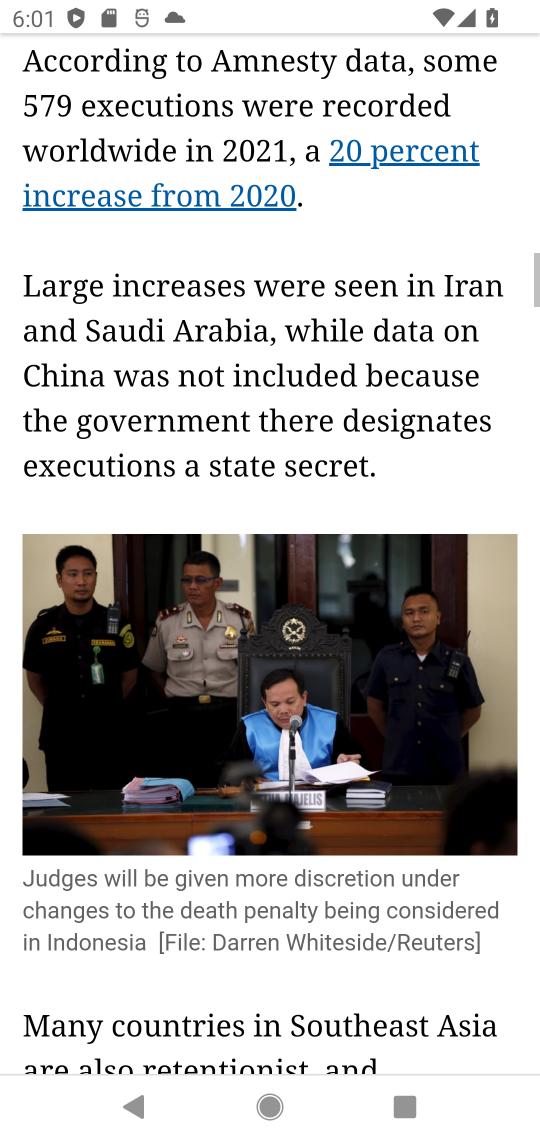 6:01
According to Amnesty data, some
579 executions were recorded
worldwide in 2021, a 20 percent
increase from 2020.
Large increases were seen in Iran
and Saudi Arabia, while data on
China was not included because
the government there designates
executions a state secret.
MAJELIS
Judges will be given more discretion under
changes to the death penalty being considered
in Indonesia [File: Darren Whiteside/Reuters]
Many countries in Southeast Asia
are also retentionist, and